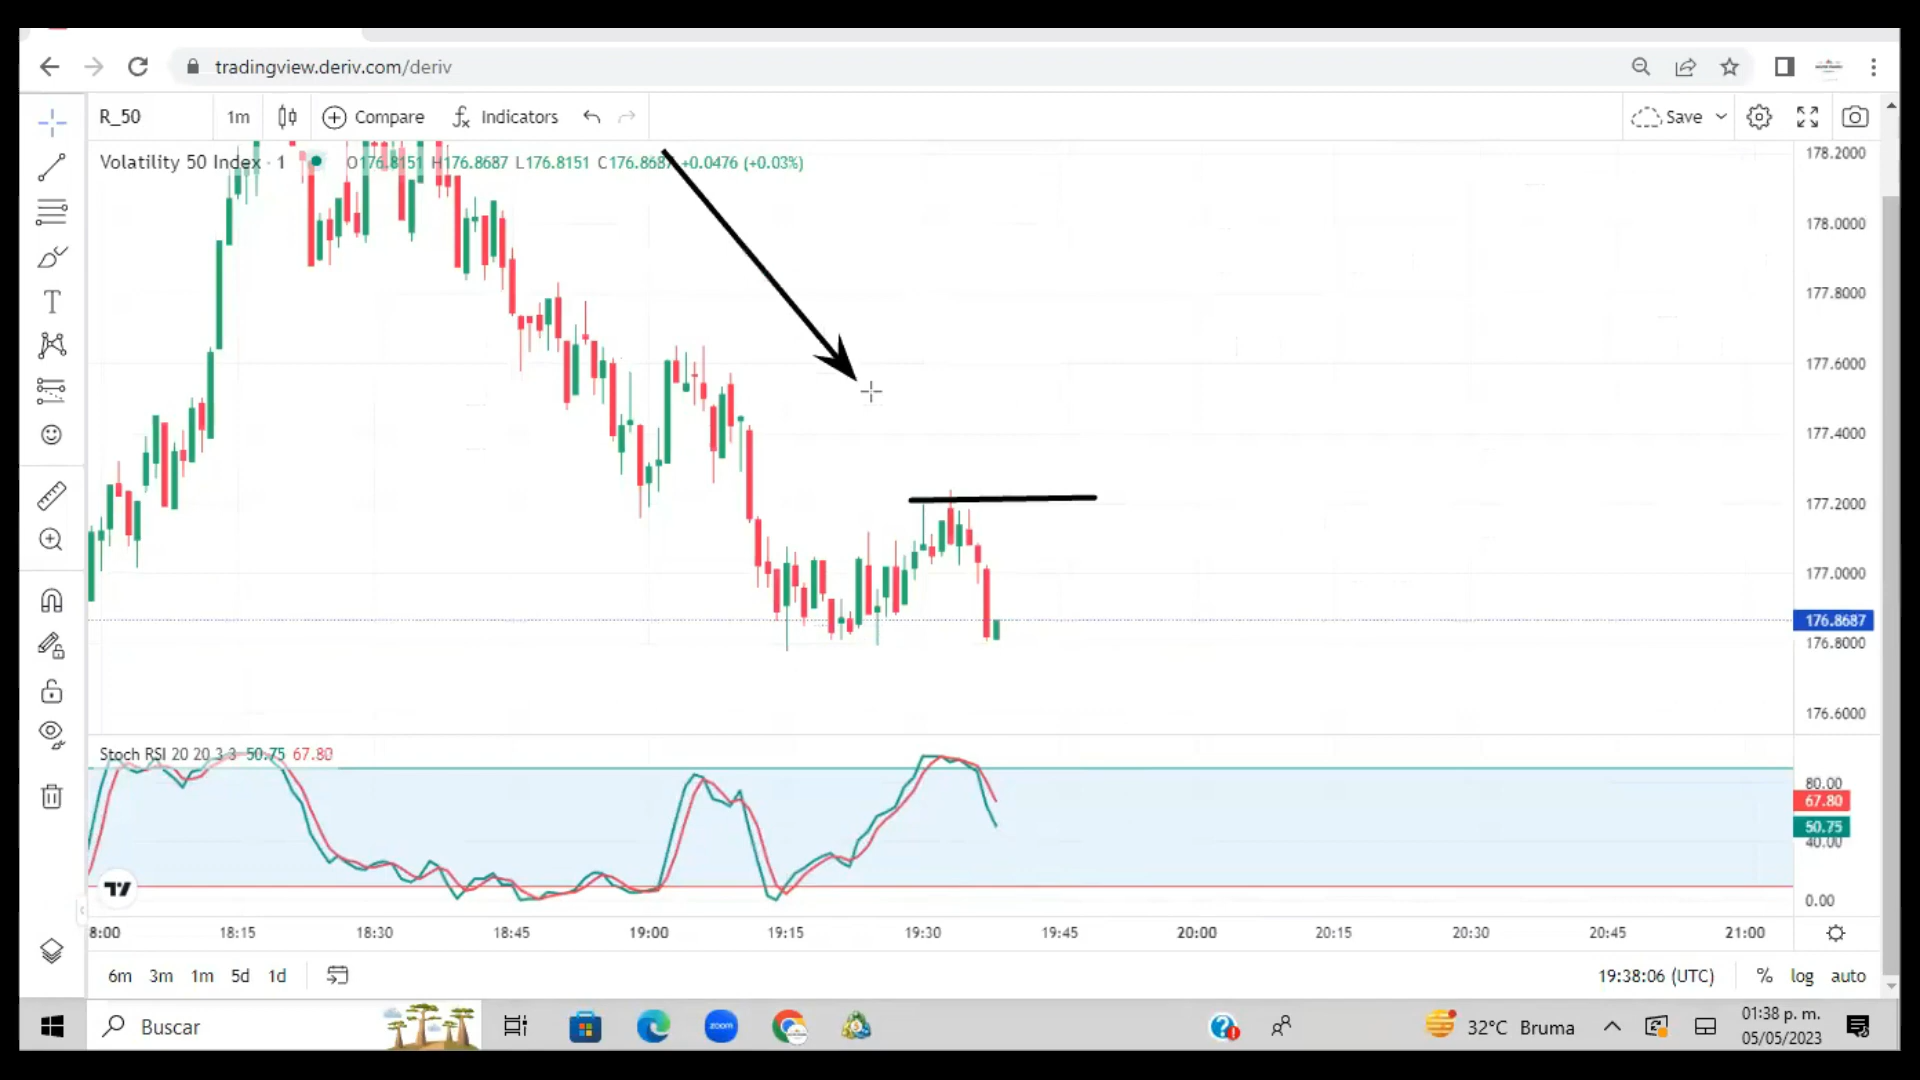 tradingview.deriv.com/deriv
R_50 1m Compare Indicators Save
Volatility 50 Index · 1 O176.8151 H176.8687 L176.8151 C176.8687 +0.0476 (+0.03%)
178.2000
178.0000
177.8000
177.6000
177.4000
177.2000
177.0000
176.8687
176.8000
176.6000
Stoch RSI 20 20 3 3 50.75 67.80
80.00
67.80
50.75
40.00
0.00
8:00 18:15 18:30 18:45 19:00 19:15 19:30 19:45 20:00 20:15 20:30 20:45 21:00
6m 3m 1m 5d 1d 19:38:06 (UTC) % log auto
Buscar zoom 32°C Bruma 01:38 p. m.
05/05/2023